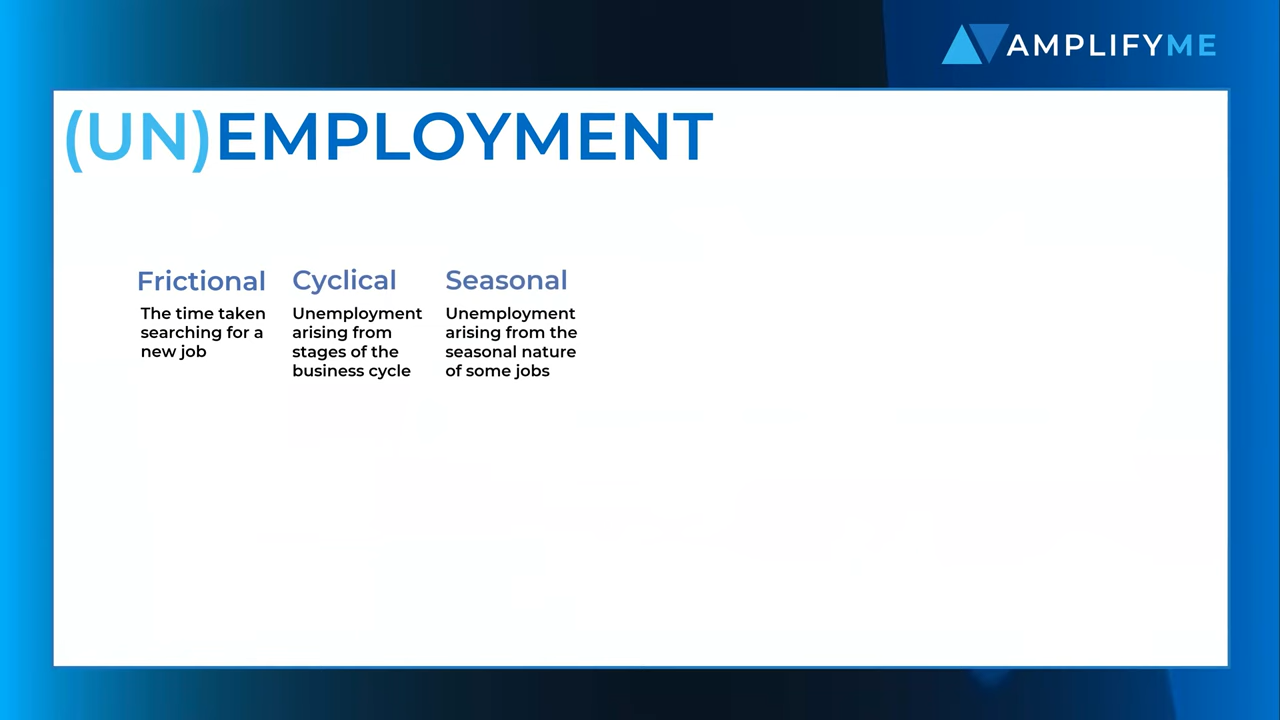 AMPLIFYME
(UN)EMPLOYMENT
Frictional
The time taken
searching for a
new job
Cyclical
Unemployment
arising from
stages of the
business cycle
Seasonal
Unemployment
arising from the
seasonal nature
of some jobs